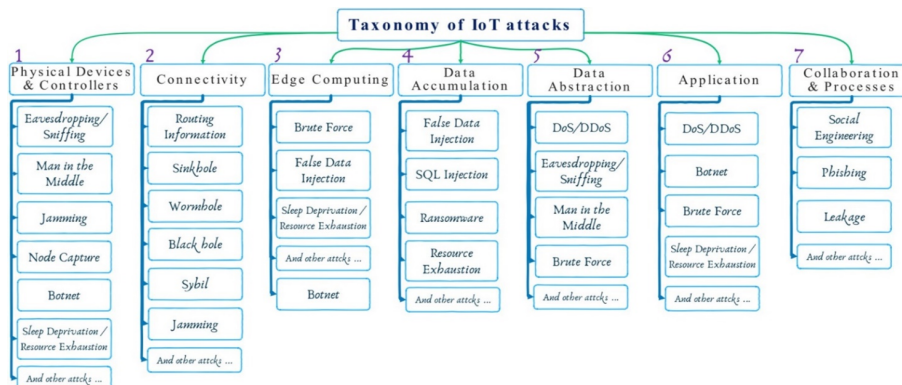 Taxonomy of IoT attacks
1
Physical Devices
& Controllers
Eavesdropping/
Sniffing
Man in the
Middle
Jamming
Node Capture
Botnet
Sleep Deprivation /
Resource Exhaustion
And other attcks ...
2
Connectivity
Routing
Information
Sinkhole
Wormhole
Black hole
Sybil
Jamming
And other attcks ...
3
Edge Computing
Brute Force
False Data
Injection
Sleep Deprivation /
Resource Exhaustion
And other attcks ...
Botnet
4
Data
Accumulation
False Data
Injection
SQL Injection
Ransomware
Resource
Exhaustion
And other attcks ...
5
Data
Abstraction
DoS/DDoS
Eavesdropping/
Sniffing
Man in the
Middle
Brute Force
And other attcks ...
6
Application
DoS/DDoS
Botnet
Brute Force
Sleep Deprivation /
Resource Exhaustion
And other attcks ...
7
Collaboration
& Processes
Social
Engineering
Phishing
Leakage
And other attcks ...